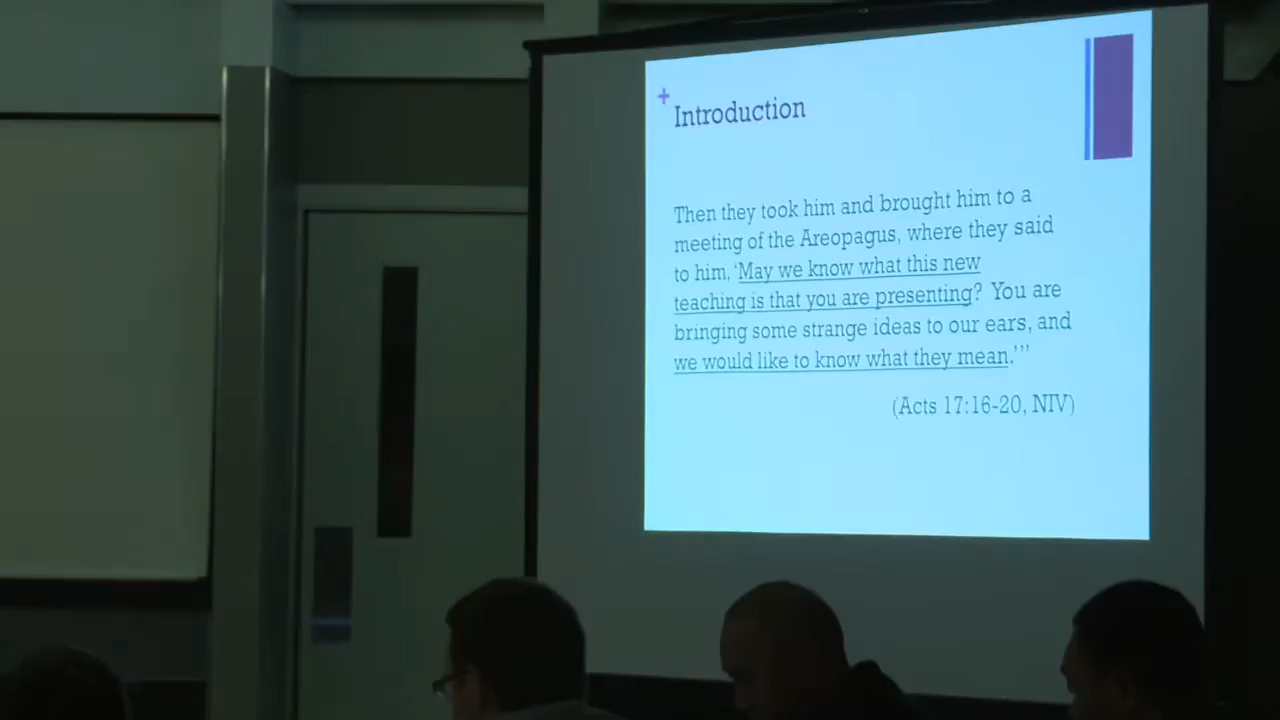 +
Introduction
Then they took him and brought him to a
meeting of the Areopagus, where they said
to him, ‘May we know what this new
teaching is that you are presenting? You are
bringing some strange ideas to our ears, and
we would like to know what they mean.’”
(Acts 17:16-20, NIV)